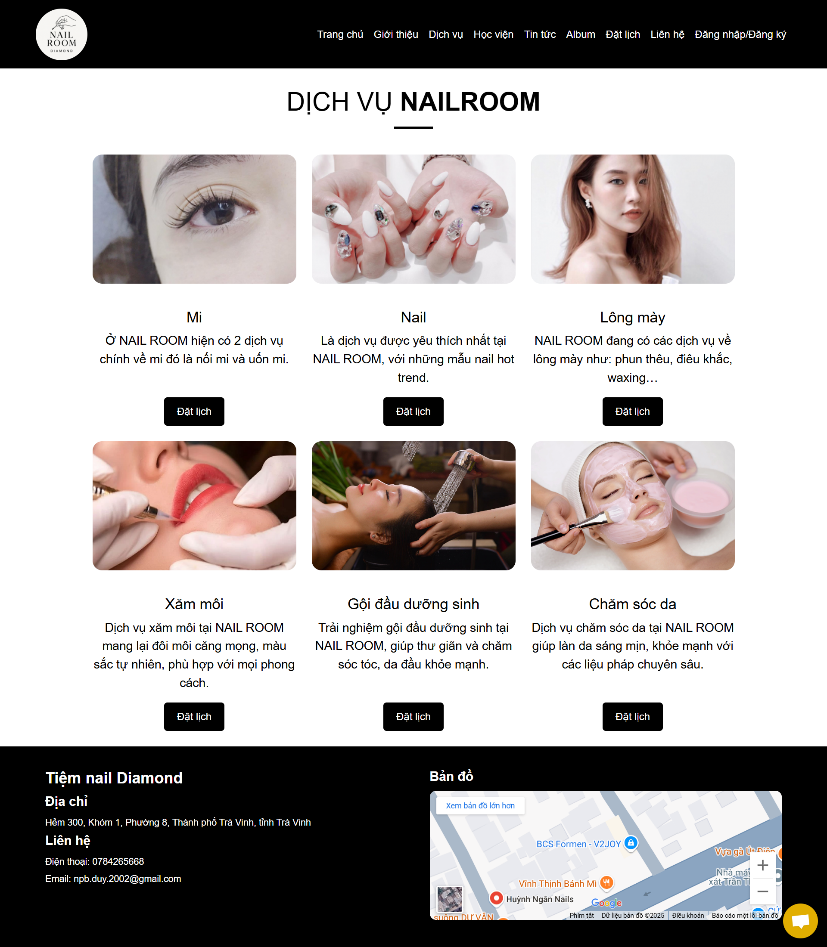 NAIL
ROOM
DIAMOND
Trang chủ Giới thiệu Dịch vụ Học viện Tin tức Album Đặt lịch Liên hệ Đăng nhập/Đăng ký
DỊCH VỤ NAILROOM
Mi
Ở NAIL ROOM hiện có 2 dịch vụ
chính về mi đó là nối mi và uốn mi.
Đặt lịch
Nail
Là dịch vụ được yêu thích nhất tại
NAIL ROOM, với những mẫu nail hot
trend.
Đặt lịch
Lông mày
NAIL ROOM đang có các dịch vụ về
lông mày như: phun thêu, điêu khắc,
waxing…
Đặt lịch
Xăm môi
Dịch vụ xăm môi tại NAIL ROOM
mang lại đôi môi căng mọng, màu
sắc tự nhiên, phù hợp với mọi phong
cách.
Đặt lịch
Gội đầu dưỡng sinh
Trải nghiệm gội đầu dưỡng sinh tại
NAIL ROOM, giúp thư giãn và chăm
sóc tóc, da đầu khỏe mạnh.
Đặt lịch
Chăm sóc da
Dịch vụ chăm sóc da tại NAIL ROOM
giúp làn da sáng mịn, khỏe mạnh với
các liệu pháp chuyên sâu.
Đặt lịch
Tiệm nail Diamond
Địa chỉ
Hẻm 300, Khóm 1, Phường 8, Thành phố Trà Vinh, tỉnh Trà Vinh
Liên hệ
Điện thoại: 0784265668
Email: npb.duy.2002@gmail.com
Bản đồ
Xem bản đồ lớn hơn
BCS Formen - V2JOY
Vựa gà
Nhà má
xát Trần
Vĩnh Thịnh Bánh Mì
Huỳnh Ngân Nails
Google
Phím tắt Dữ liệu bản đồ ©2025 Điều khoản Báo cáo một lỗi bản đồ